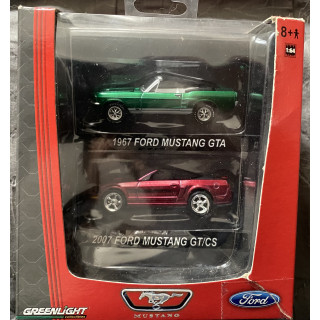 8+
1:64
1967 FORD MUSTANG GTA
2007 FORD MUSTANG GT/CS
GREENLIGHT
MUSTANG
Ford